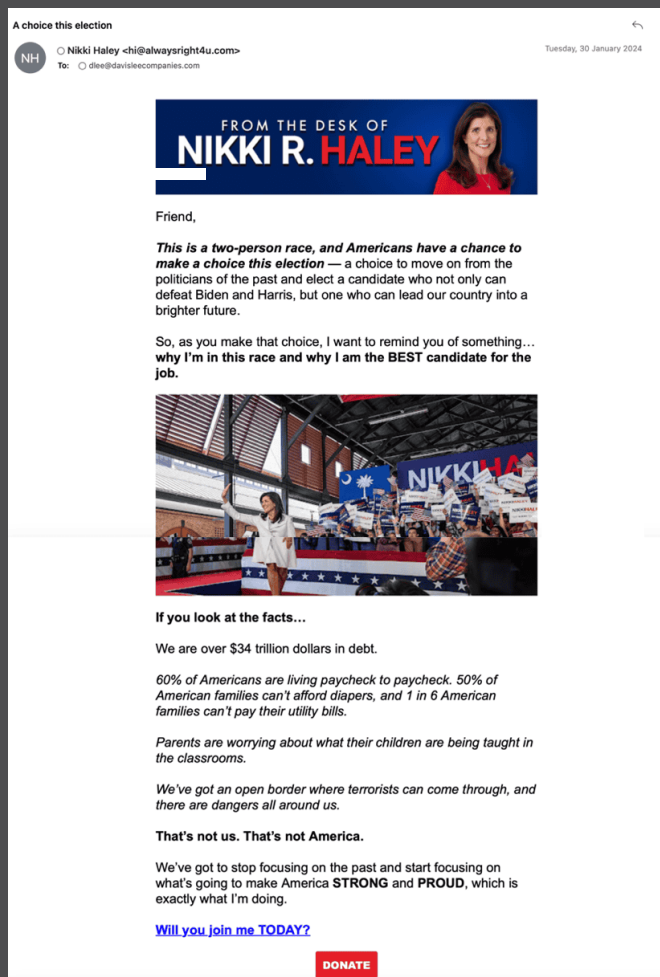 A choice this election
NH
Nikki Haley <hi@alwaysright4u.com>
Tuesday, 30 January 2024
To: dlee@davisleecompanies.com
FROM THE DESK OF
NIKKI R. HALEY
Friend,
This is a two-person race, and Americans have a chance to
make a choice this election — a choice to move on from the
politicians of the past and elect a candidate who not only can
defeat Biden and Harris, but one who can lead our country into a
brighter future.
So, as you make that choice, I want to remind you of something…
why I'm in this race and why I am the BEST candidate for the
job.
NIKKI HA
If you look at the facts…
We are over $34 trillion dollars in debt.
60% of Americans are living paycheck to paycheck. 50% of
American families can't afford diapers, and 1 in 6 American
families can't pay their utility bills.
Parents are worrying about what their children are being taught in
the classrooms.
We've got an open border where terrorists can come through, and
there are dangers all around us.
That's not us. That's not America.
We've got to stop focusing on the past and start focusing on
what's going to make America STRONG and PROUD, which is
exactly what I'm doing.
Will you join me TODAY?
DONATE